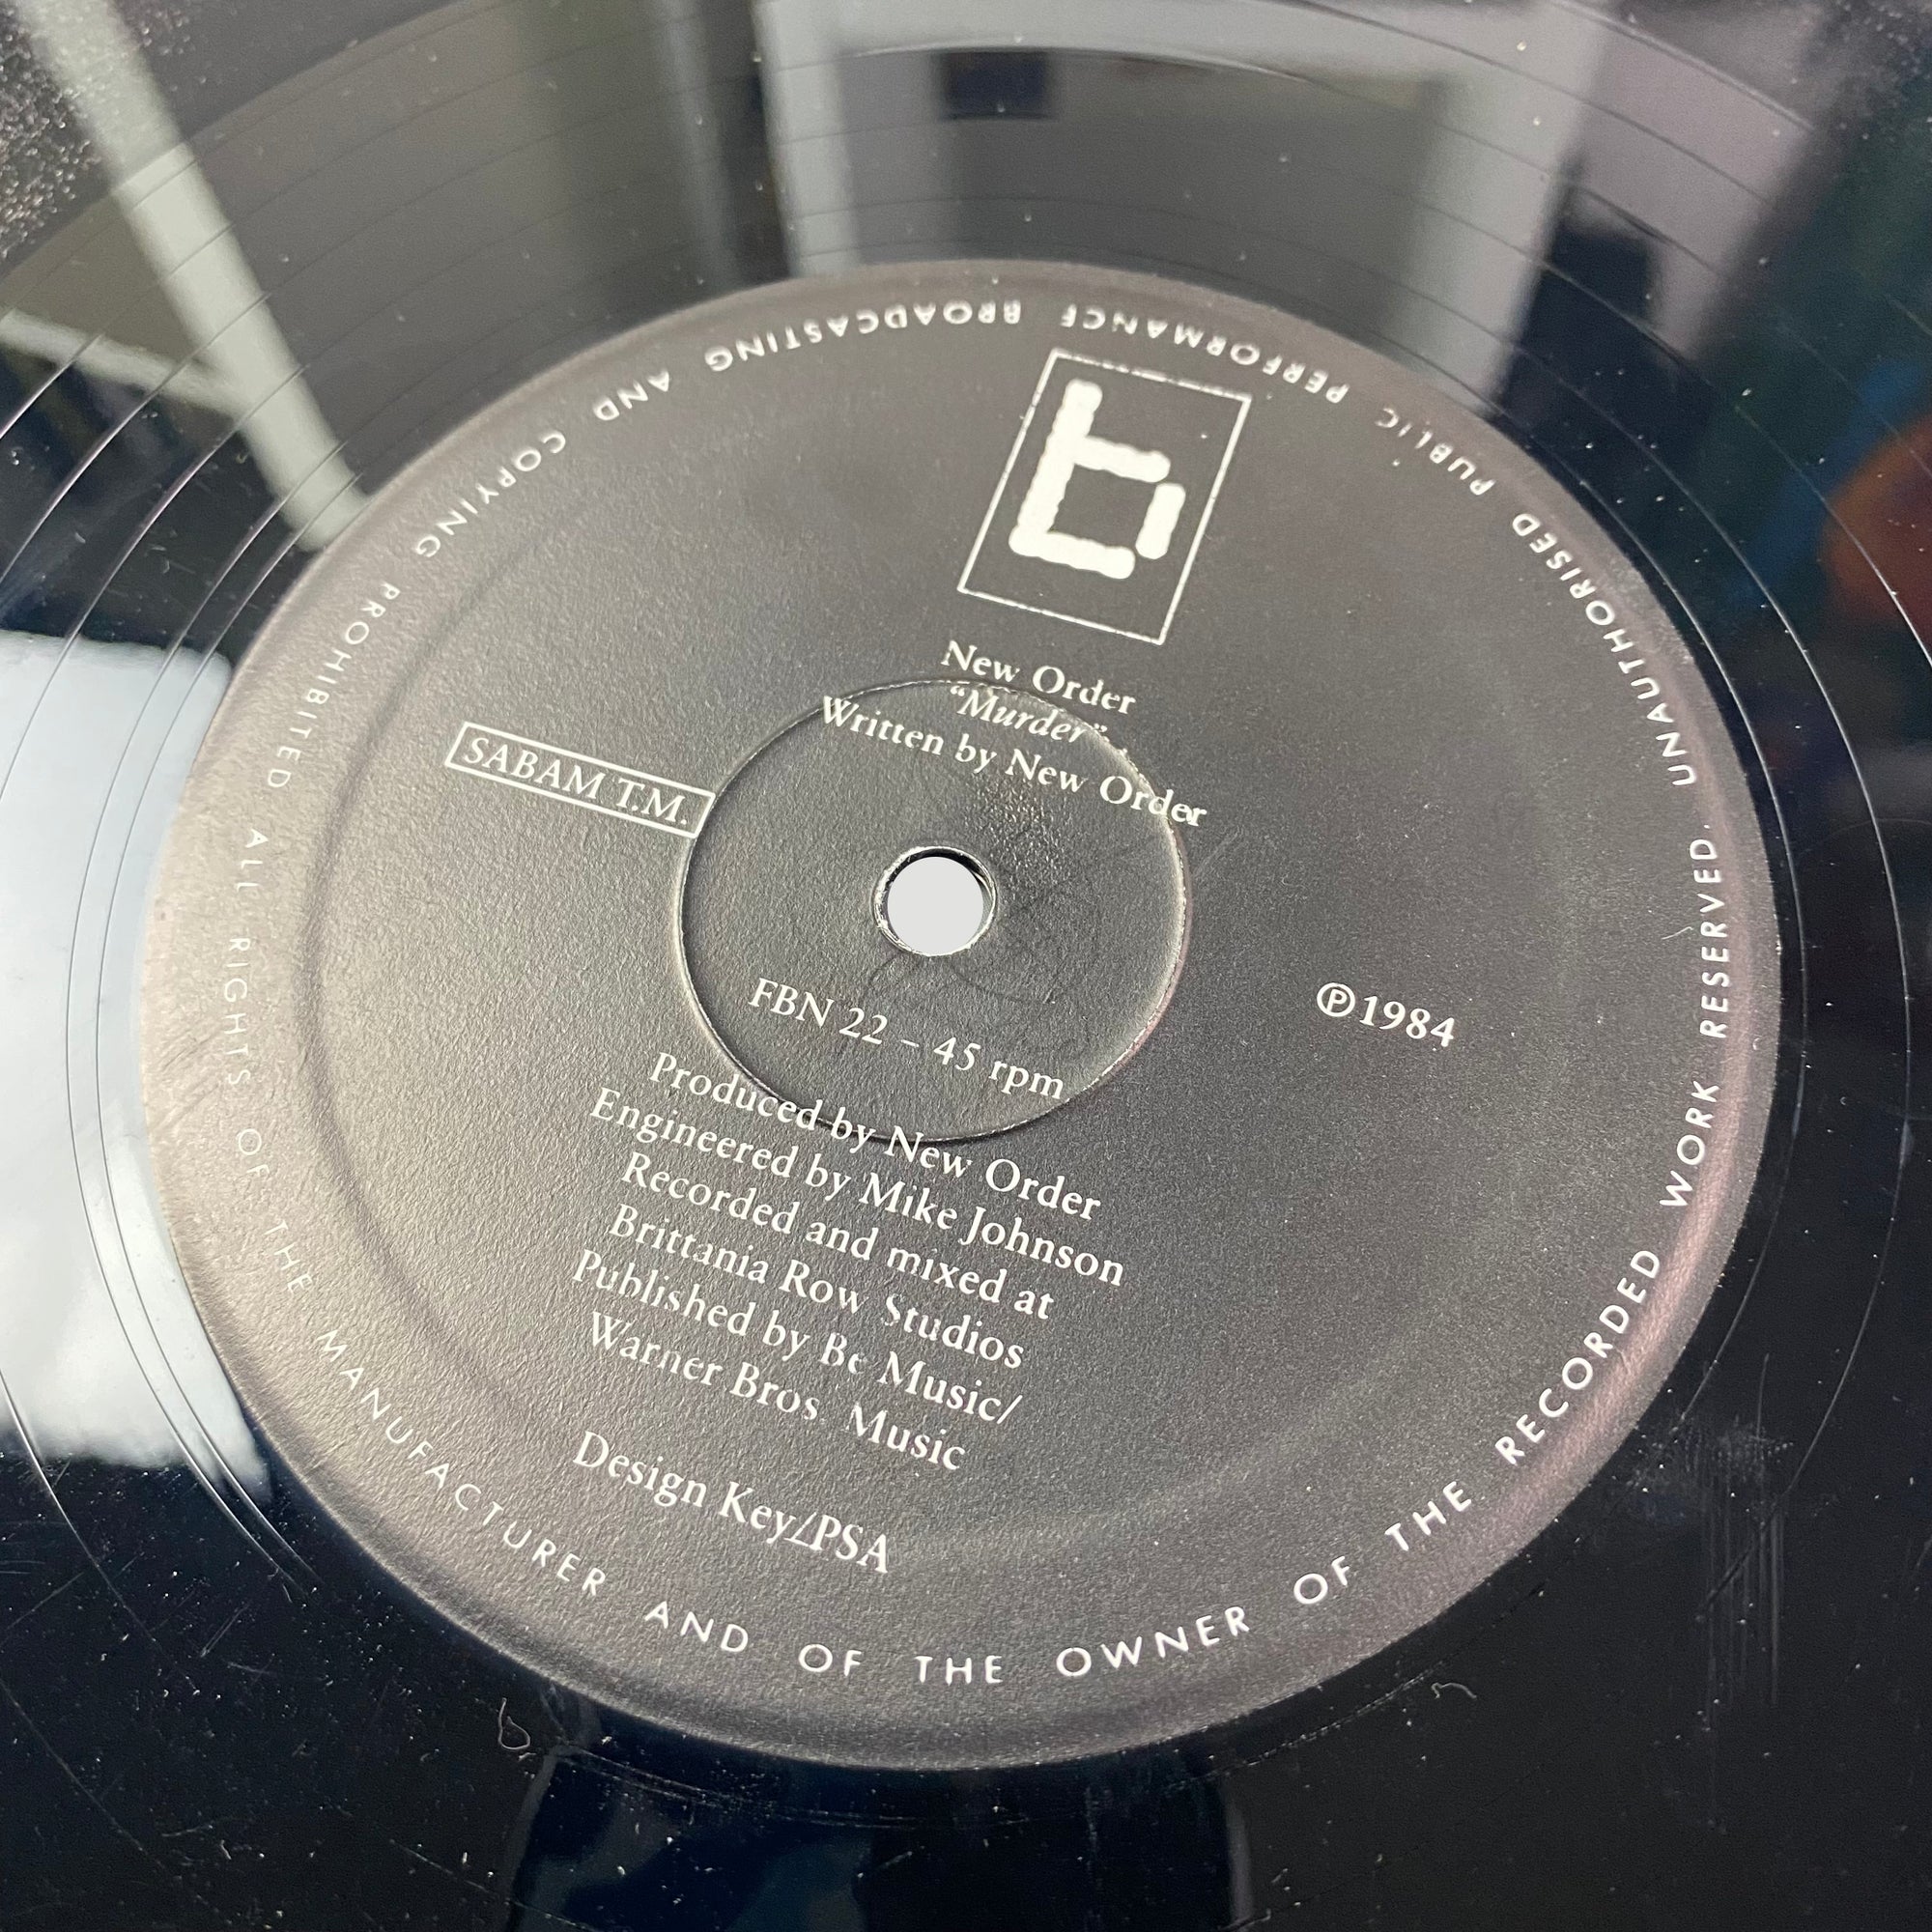 b
New Order
“Murder”
Written by New Order
SABAM T.M.
FBN 22 – 45 rpm
℗1984
Produced by New Order
Engineered by Mike Johnson
Recorded and mixed at
Brittania Row Studios
Published by Be Music/
Warner Bros. Music
Design Key/PSA
ALL RIGHTS OF THE MANUFACTURER AND OF THE OWNER OF THE RECORDED WORK RESERVED. UNAUTHORISED PUBLIC PERFORMANCE BROADCASTING AND COPYING PROHIBITED